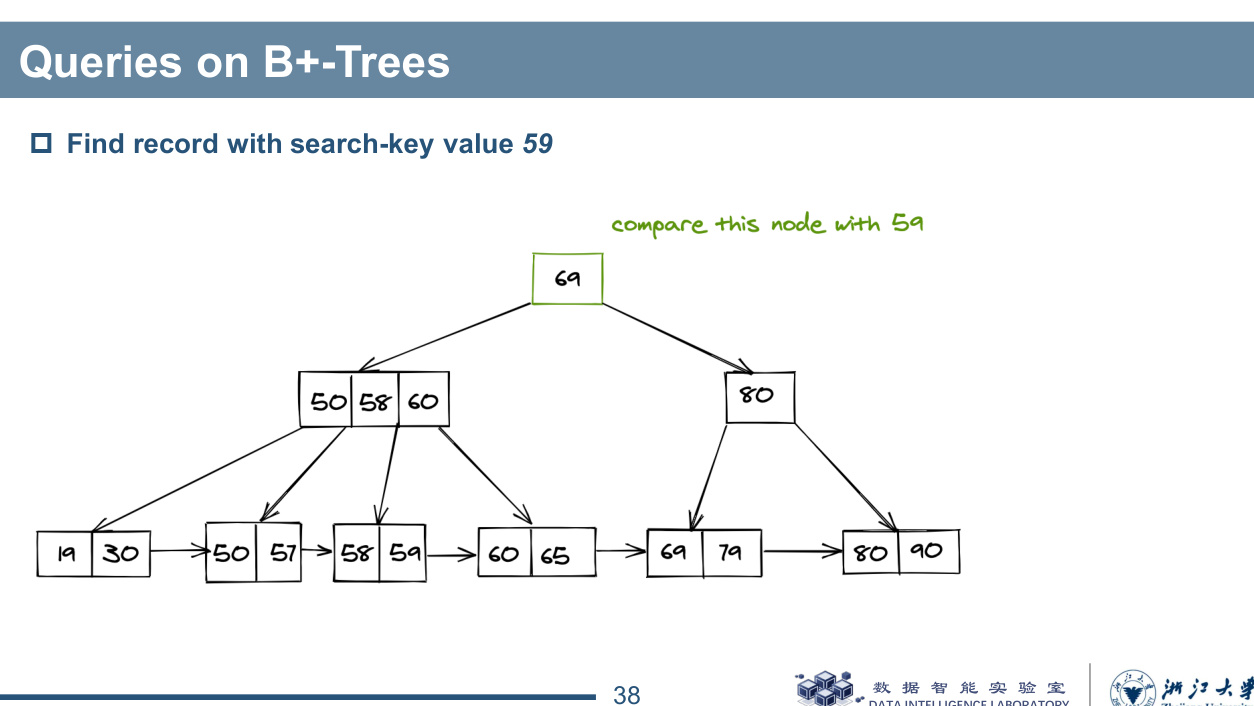 Queries on B+-Trees
Find record with search-key value 59
compare this node with 59
69
50 58 60
80
19 30
50 57
58 59
60 65
69 79
80 90
38
数据智能实验室
DATA INTELLIGENCE LABORATORY
浙江大学